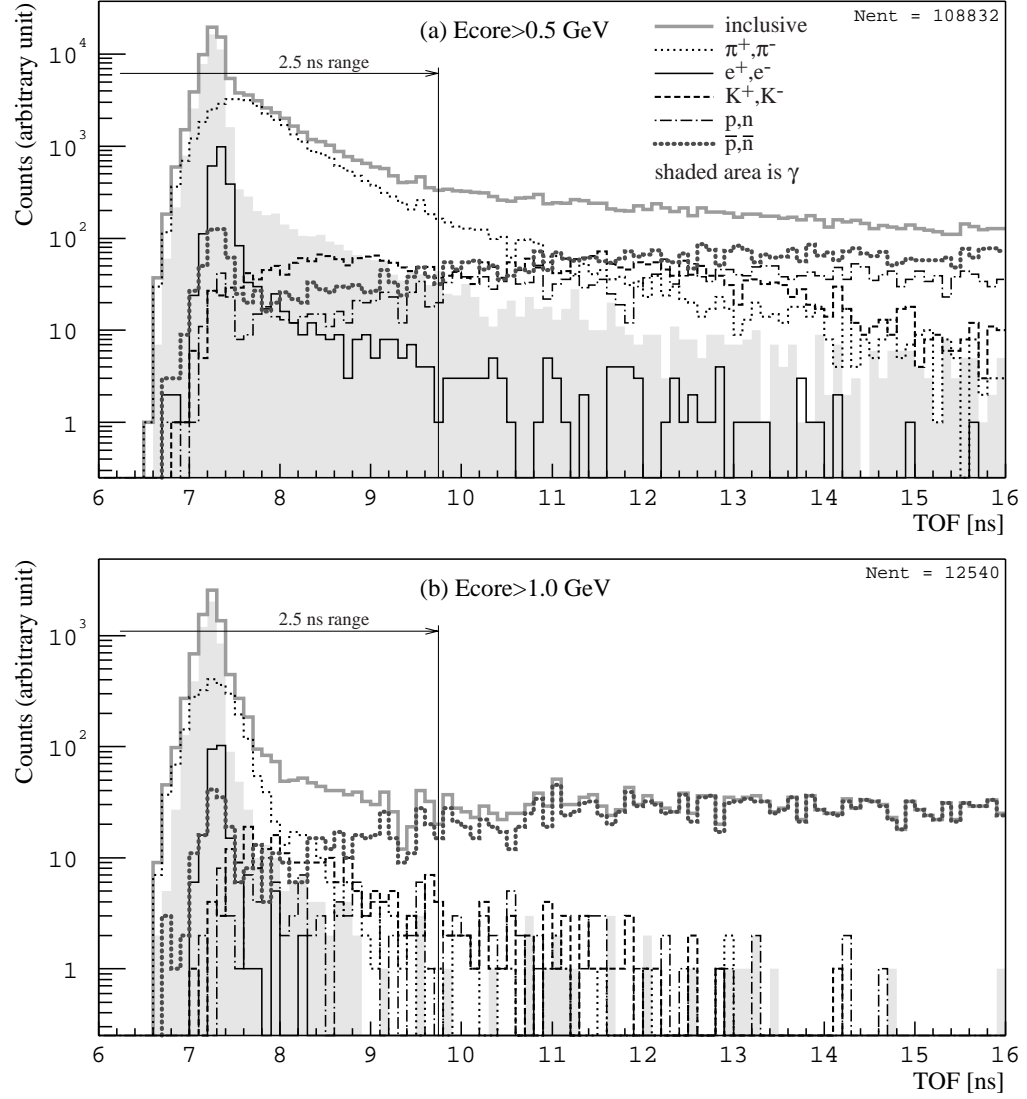 Nent = 108832
(a) Ecore>0.5 GeV
inclusive
π⁺,π⁻
e⁺,e⁻
K⁺,K⁻
p,n
p̄,n̄
shaded area is γ
2.5 ns range
Counts (arbitrary unit)
10⁴
10³
10²
10
1
6 7 8 9 10 11 12 13 14 15 16
TOF [ns]
Nent = 12540
(b) Ecore>1.0 GeV
2.5 ns range
Counts (arbitrary unit)
10³
10²
10
1
6 7 8 9 10 11 12 13 14 15 16
TOF [ns]